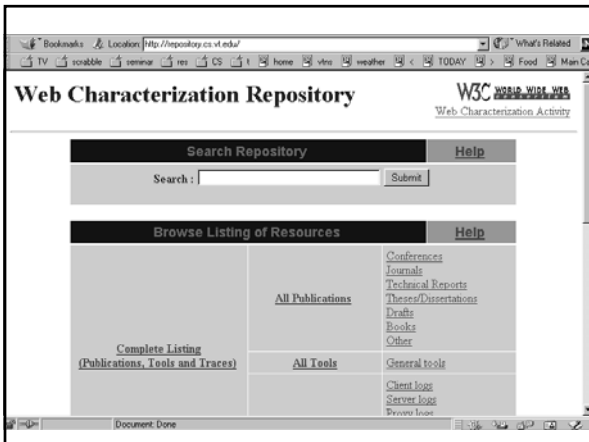 Bookmarks Location: http://repository.cs.vt.edu/ What's Related
TV scrabble seminar res CS t home vtns weather < TODAY > Food Main Ca
Web Characterization Repository
W3C WORLD WIDE WEB
Web Characterization Activity
Search Repository Help
Search : Submit
Browse Listing of Resources Help
Complete Listing
(Publications, Tools and Traces)
All Publications
Conferences
Journals
Technical Reports
Theses/Dissertations
Drafts
Books
Other
All Tools
General tools
Client logs
Server logs
Proxy logs
Document: Done